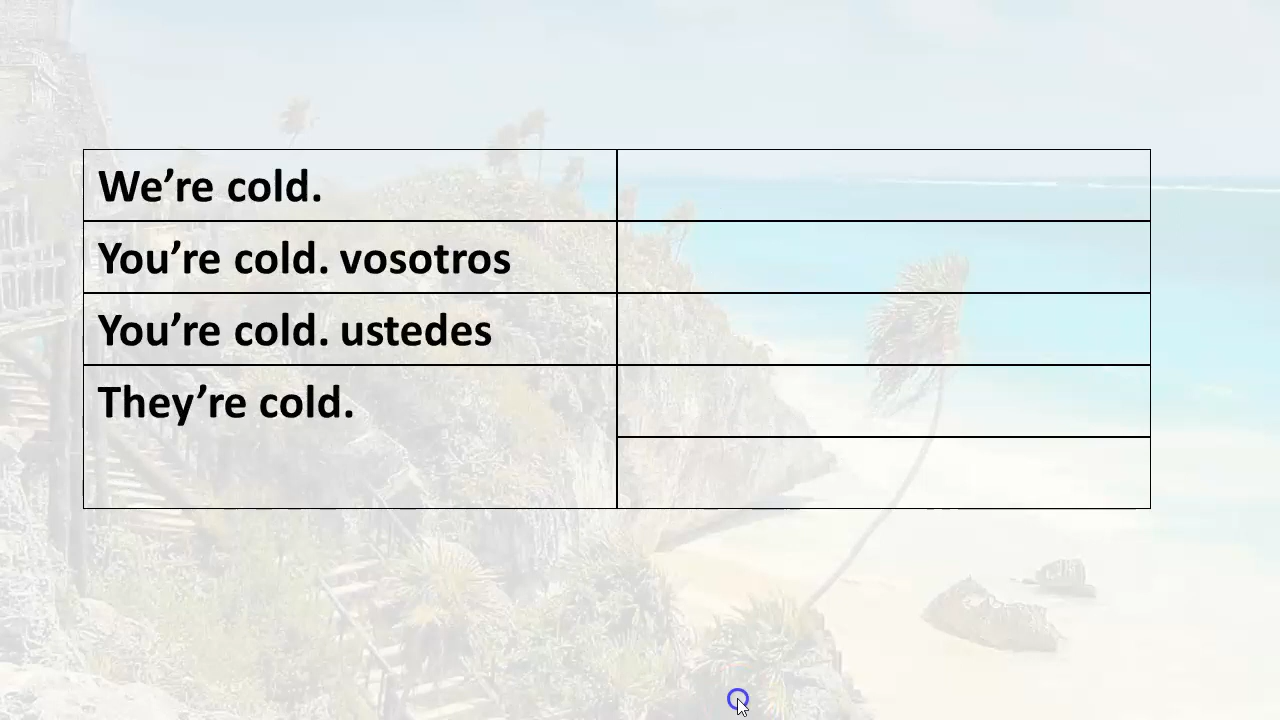 We’re cold.
You’re cold. vosotros
You’re cold. ustedes
They’re cold.